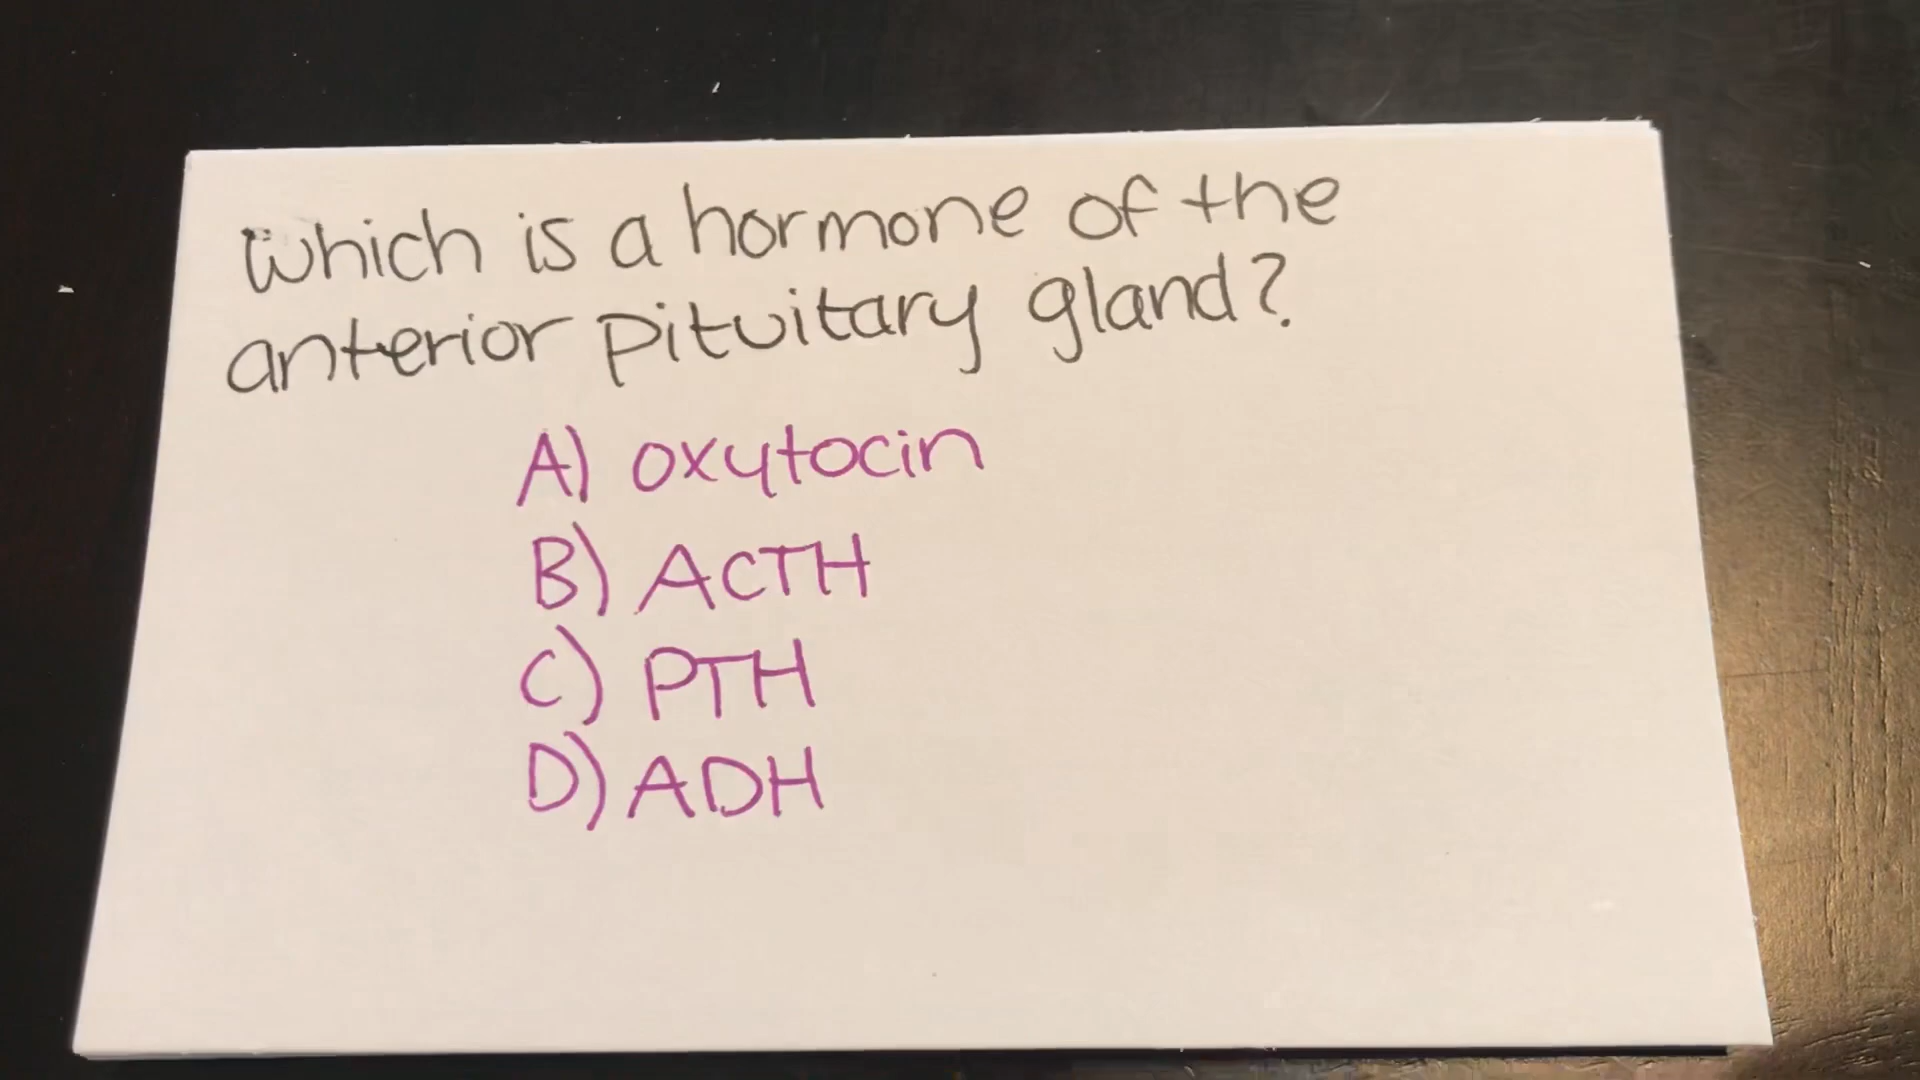 Which is a hormone of the
anterior pituitary gland?
A) oxytocin
B) ACTH
C) PTH
D) ADH